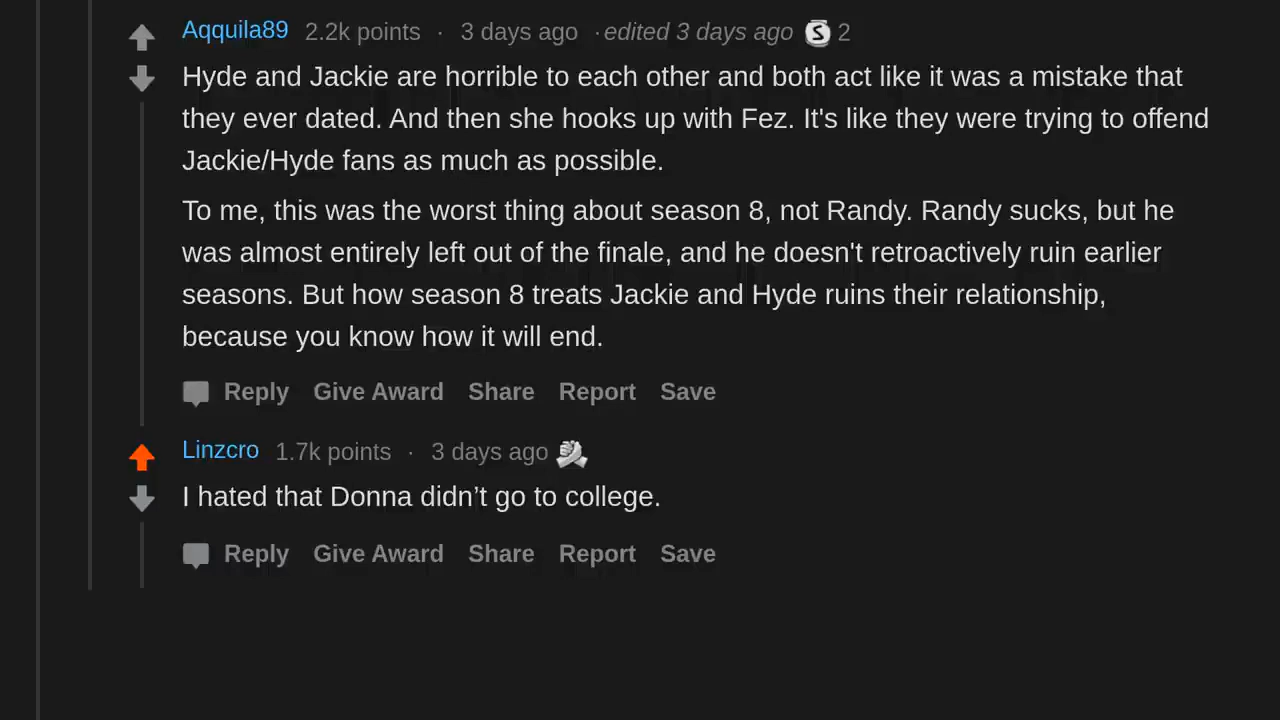 Aqquila89 2.2k points · 3 days ago · edited 3 days ago S 2
Hyde and Jackie are horrible to each other and both act like it was a mistake that
they ever dated. And then she hooks up with Fez. It's like they were trying to offend
Jackie/Hyde fans as much as possible.
To me, this was the worst thing about season 8, not Randy. Randy sucks, but he
was almost entirely left out of the finale, and he doesn't retroactively ruin earlier
seasons. But how season 8 treats Jackie and Hyde ruins their relationship,
because you know how it will end.
Reply Give Award Share Report Save
Linzcro 1.7k points · 3 days ago
I hated that Donna didn’t go to college.
Reply Give Award Share Report Save